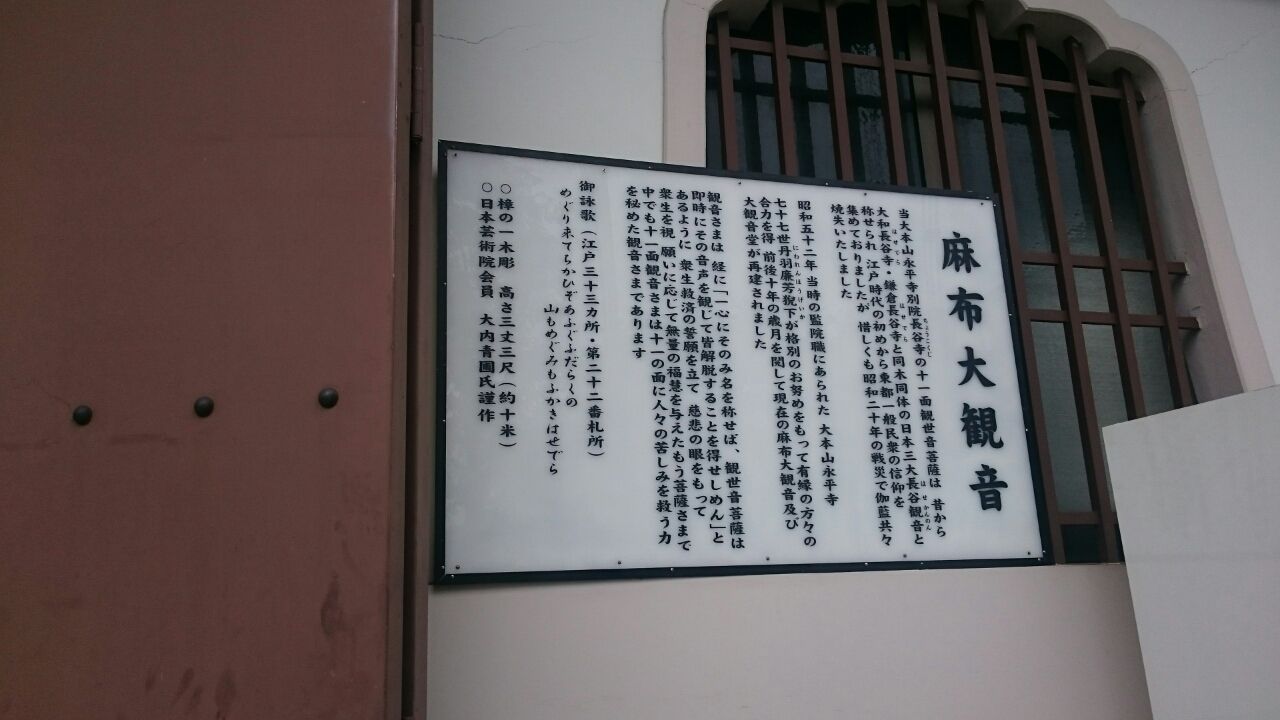 麻布大観音
当大本山永平寺別院長谷寺の十一面観世音菩薩は 昔から
大和長谷寺・鎌倉長谷寺と同木同体の日本三大長谷観音と
称せられ 江戸時代の初めから東都一般民衆の信仰を
集めておりましたが 惜しくも昭和二十年の戦災で伽藍共々
焼失いたしました
昭和五十二年 当時の監院職にあられた 大本山永平寺
七十七世丹羽廉芳猊下が格別のお努めをもって有縁の方々の
合力を得 前後十年の歳月を閲して現在の麻布大観音及び
大観音堂が再建されました
観音さまは 経に「一心にそのみ名を称せば、観世音菩薩は
即時にその音声を観じて皆解脱することを得せしめん」と
あるように 衆生救済の誓願を立て 慈悲の眼をもって
衆生を視 願いに応じて無量の福慧を与えたもう菩薩さまで
中でも十一面観音さまは十一の面に人々の苦しみを救う力
を秘めた観音さまであります
御詠歌(江戸三十三カ所・第二十二番札所)
めぐり来てちかひぞあふぐふだらくの
山もめぐみもふかきはせでら
○樟の一木彫 高さ三丈三尺(約十米)
○日本芸術院会員 大内青圃氏謹作